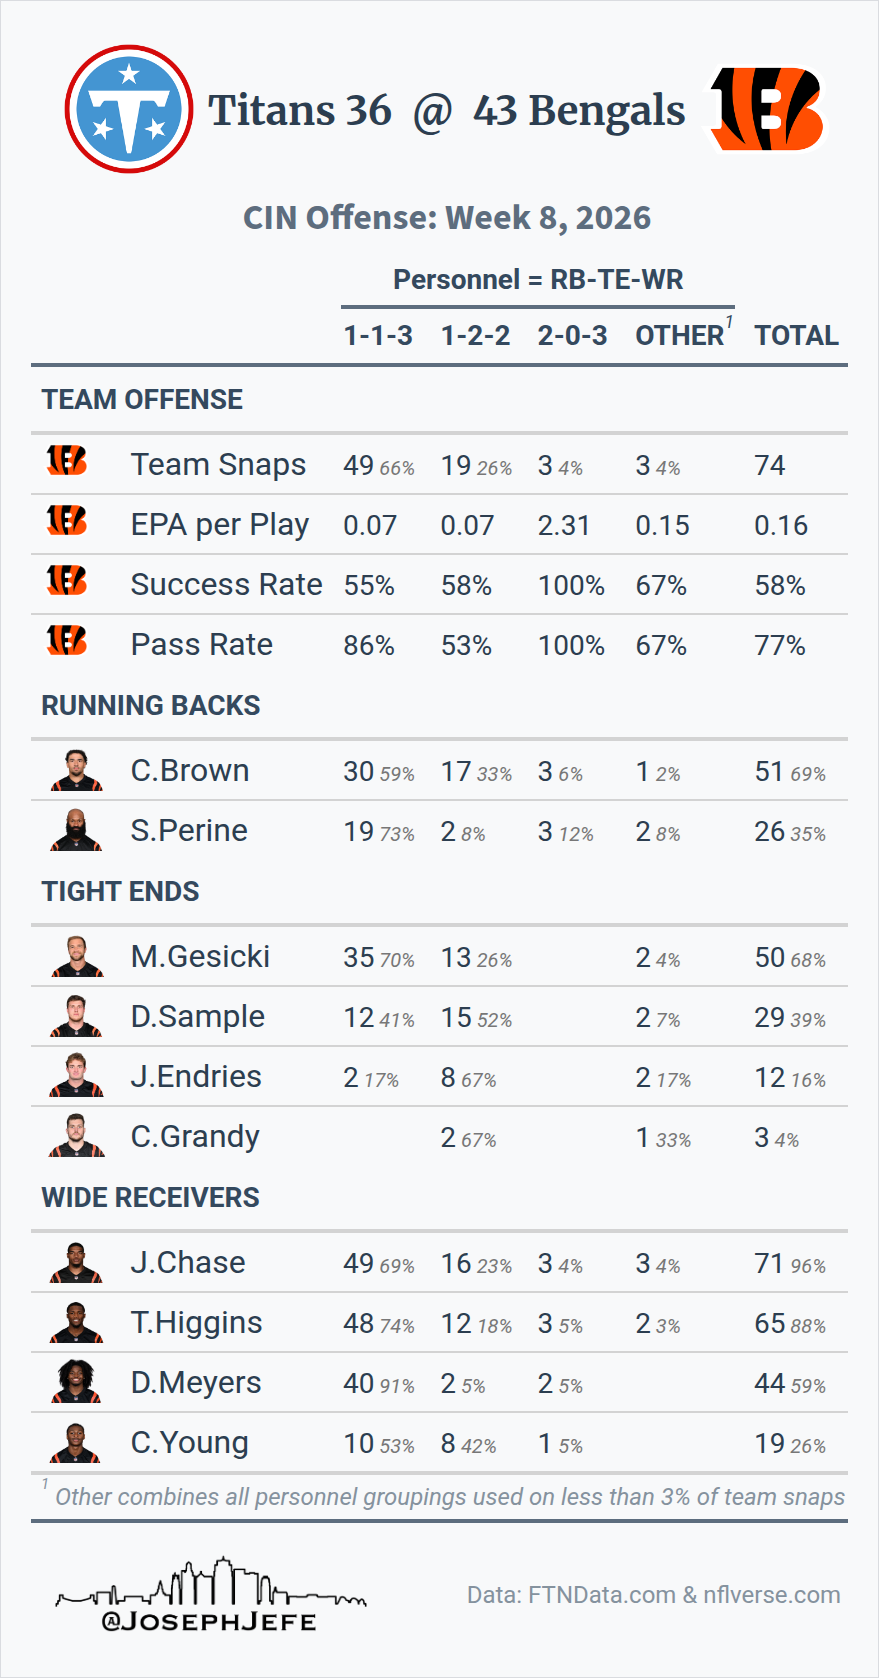 Titans 36 @ 43 Bengals
CIN Offense: Week 8, 2026
Personnel = RB-TE-WR
1-1-3 1-2-2 2-0-3 OTHER1 TOTAL
TEAM OFFENSE
Team Snaps 49 66% 19 26% 3 4% 3 4% 74
EPA per Play 0.07 0.07 2.31 0.15 0.16
Success Rate 55% 58% 100% 67% 58%
Pass Rate 86% 53% 100% 67% 77%
RUNNING BACKS
C.Brown 30 59% 17 33% 3 6% 1 2% 51 69%
S.Perine 19 73% 2 8% 3 12% 2 8% 26 35%
TIGHT ENDS
M.Gesicki 35 70% 13 26% 2 4% 50 68%
D.Sample 12 41% 15 52% 2 7% 29 39%
J.Endries 2 17% 8 67% 2 17% 12 16%
C.Grandy 2 67% 1 33% 3 4%
WIDE RECEIVERS
J.Chase 49 69% 16 23% 3 4% 3 4% 71 96%
T.Higgins 48 74% 12 18% 3 5% 2 3% 65 88%
D.Meyers 40 91% 2 5% 2 5% 44 59%
C.Young 10 53% 8 42% 1 5% 19 26%
1 Other combines all personnel groupings used on less than 3% of team snaps
@JosephJefe
Data: FTNData.com & nflverse.com